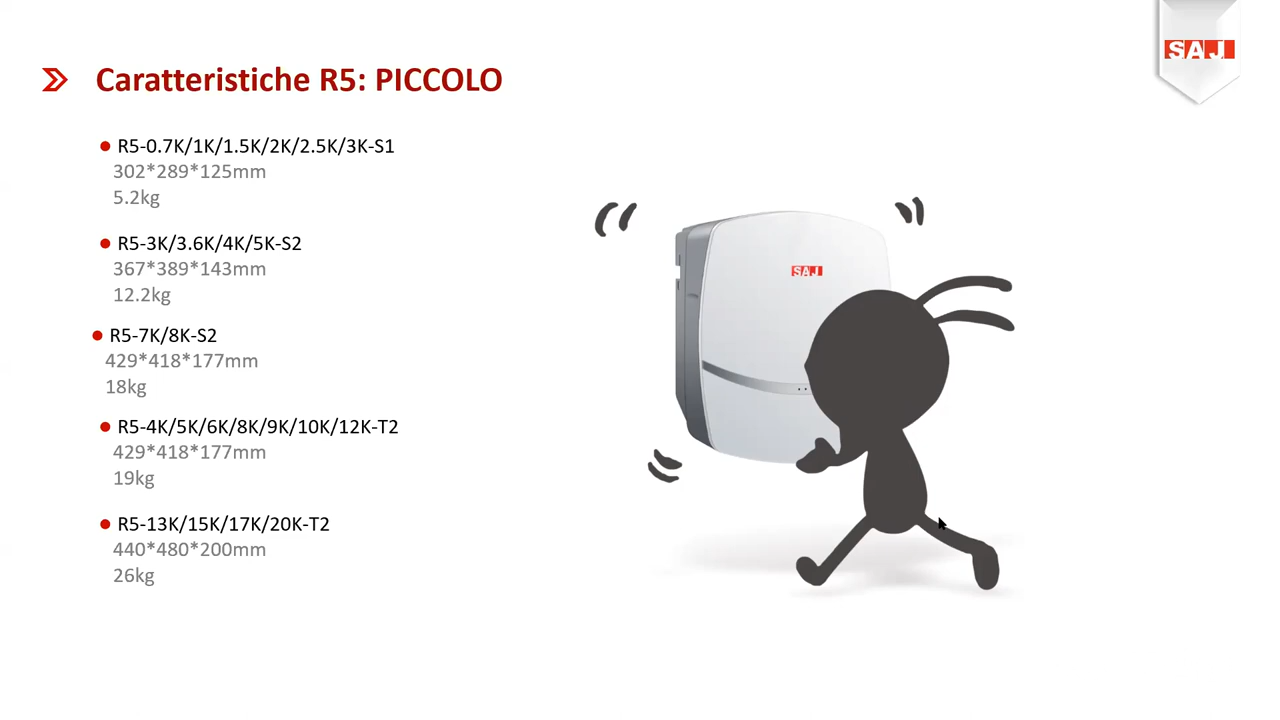 SAJ
Caratteristiche R5: PICCOLO
R5-0.7K/1K/1.5K/2K/2.5K/3K-S1
302*289*125mm
5.2kg
R5-3K/3.6K/4K/5K-S2
367*389*143mm
12.2kg
R5-7K/8K-S2
429*418*177mm
18kg
R5-4K/5K/6K/8K/9K/10K/12K-T2
429*418*177mm
19kg
R5-13K/15K/17K/20K-T2
440*480*200mm
26kg
SAJ